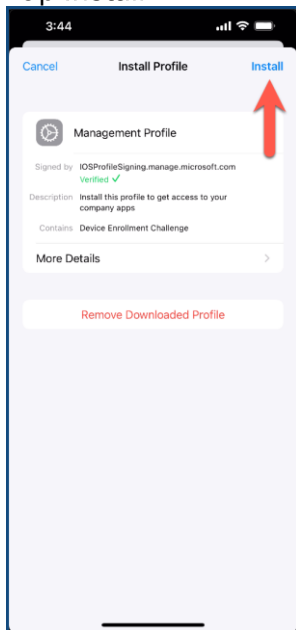 3:44
Cancel Install Profile Install
Management Profile
Signed by IOSProfileSigning.manage.microsoft.com
Verified ✓
Description Install this profile to get access to your
company apps
Contains Device Enrollment Challenge
More Details
Remove Downloaded Profile